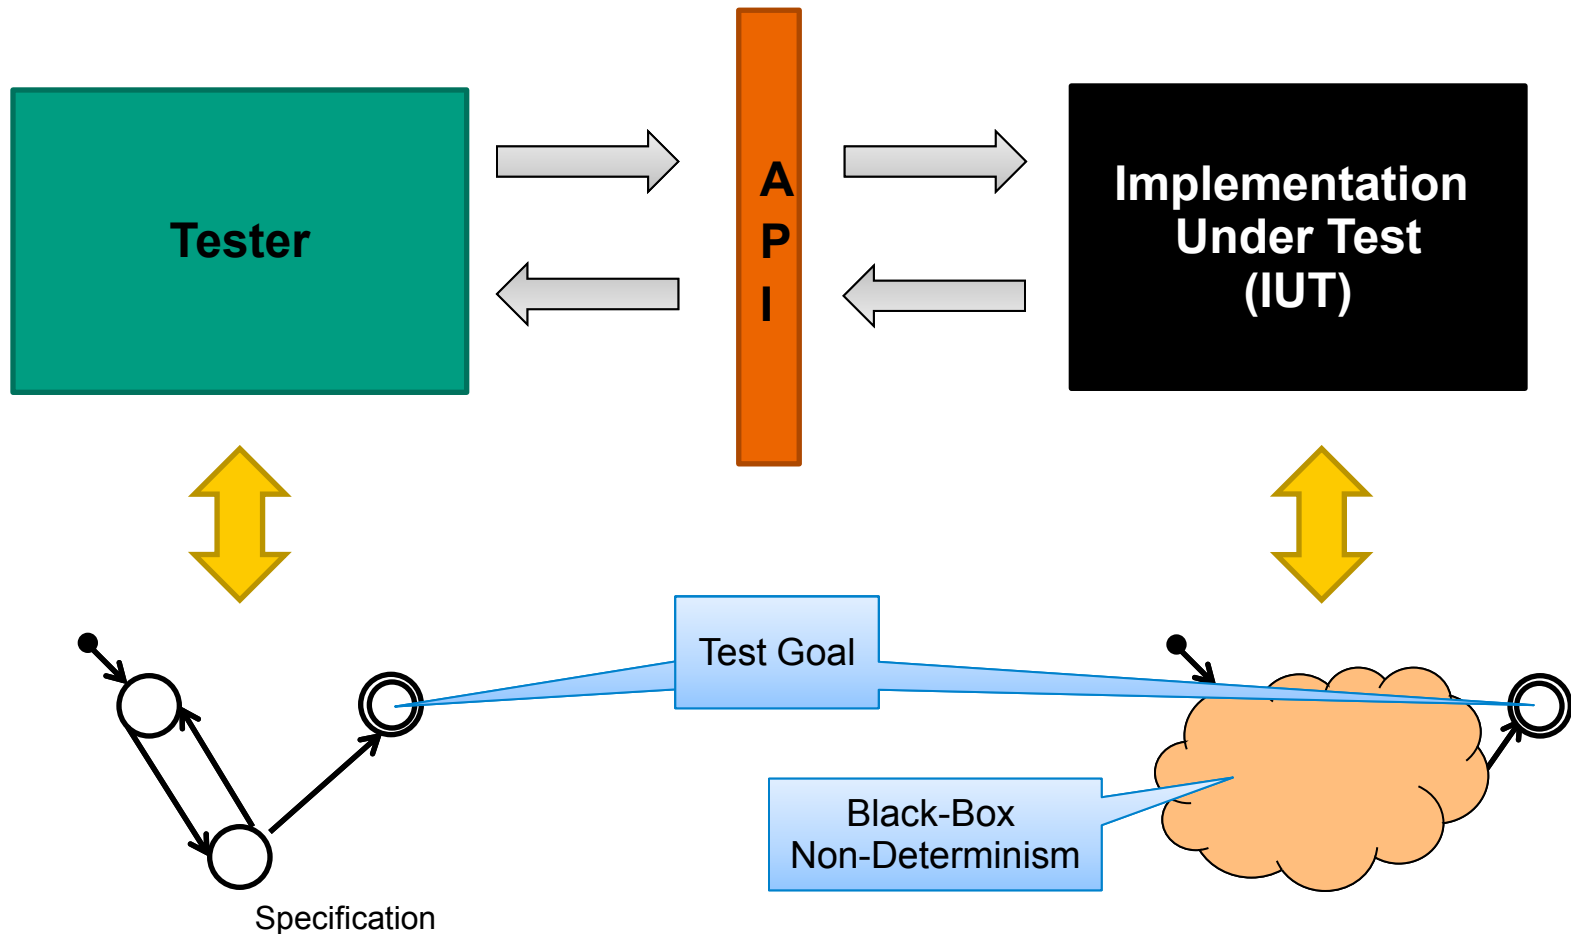 Tester
A
P
I
Implementation
Under Test
(IUT)
Test Goal
Black-Box
Non-Determinism
Specification